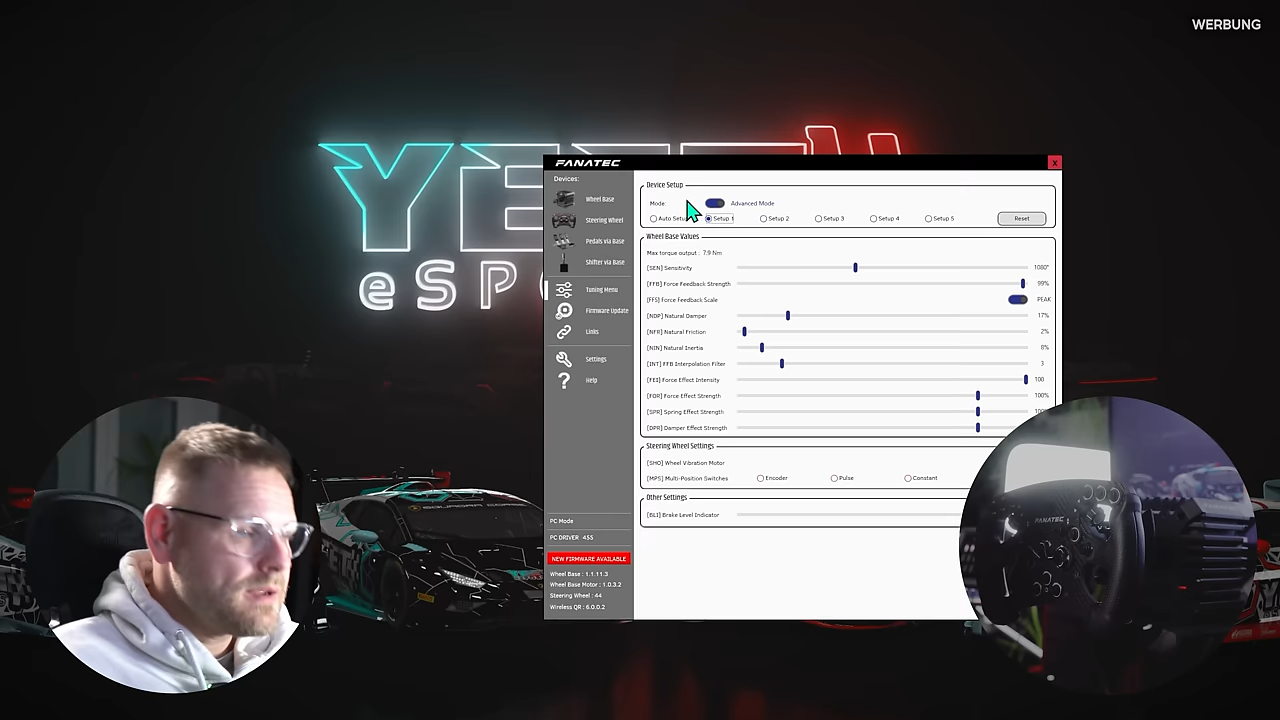 WERBUNG
FANATEC
X
Devices:
Wheel Base
Steering Wheel
Pedals via Base
Shifter via Base
Tuning Menu
Firmware Update
Links
Settings
Help
PC Mode
PC DRIVER 455
NEW FIRMWARE AVAILABLE
Wheel Base : 1.1.11.3
Wheel Base Motor : 1.0.3.2
Steering Wheel : 44
Wireless QR : 6.0.0.2
Device Setup
Mode: Advanced Mode
Auto Setup Setup 1 Setup 2 Setup 3 Setup 4 Setup 5 Reset
Wheel Base Values
Max torque output : 7.9 Nm
[SEN] Sensitivity 1080°
[FFB] Force Feedback Strength 99%
[FFS] Force Feedback Scale PEAK
[NDP] Natural Damper 17%
[NFR] Natural Friction 2%
[NIN] Natural Inertia 8%
[INT] FFB Interpolation Filter 3
[FEI] Force Effect Intensity 100
[FOR] Force Effect Strength 100%
[SPR] Spring Effect Strength 100%
[DPR] Damper Effect Strength
Steering Wheel Settings
[SHO] Wheel Vibration Motor
[MPS] Multi-Position Switches Encoder Pulse Constant
Other Settings
[BLI] Brake Level Indicator
eSP
FANATEC